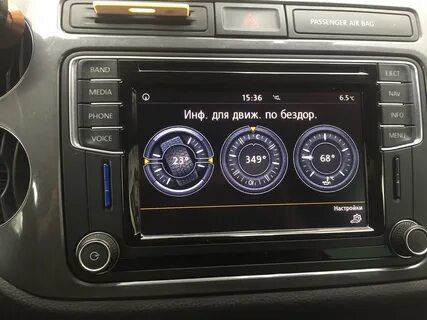 PASSENGER AIR BAG
BAND
MEDIA
PHONE
VOICE
EJECT
NAV
INFO
MENU
15:36
6.5°C
Инф. для движ. по бездор.
23°
349°
68°
Настройки